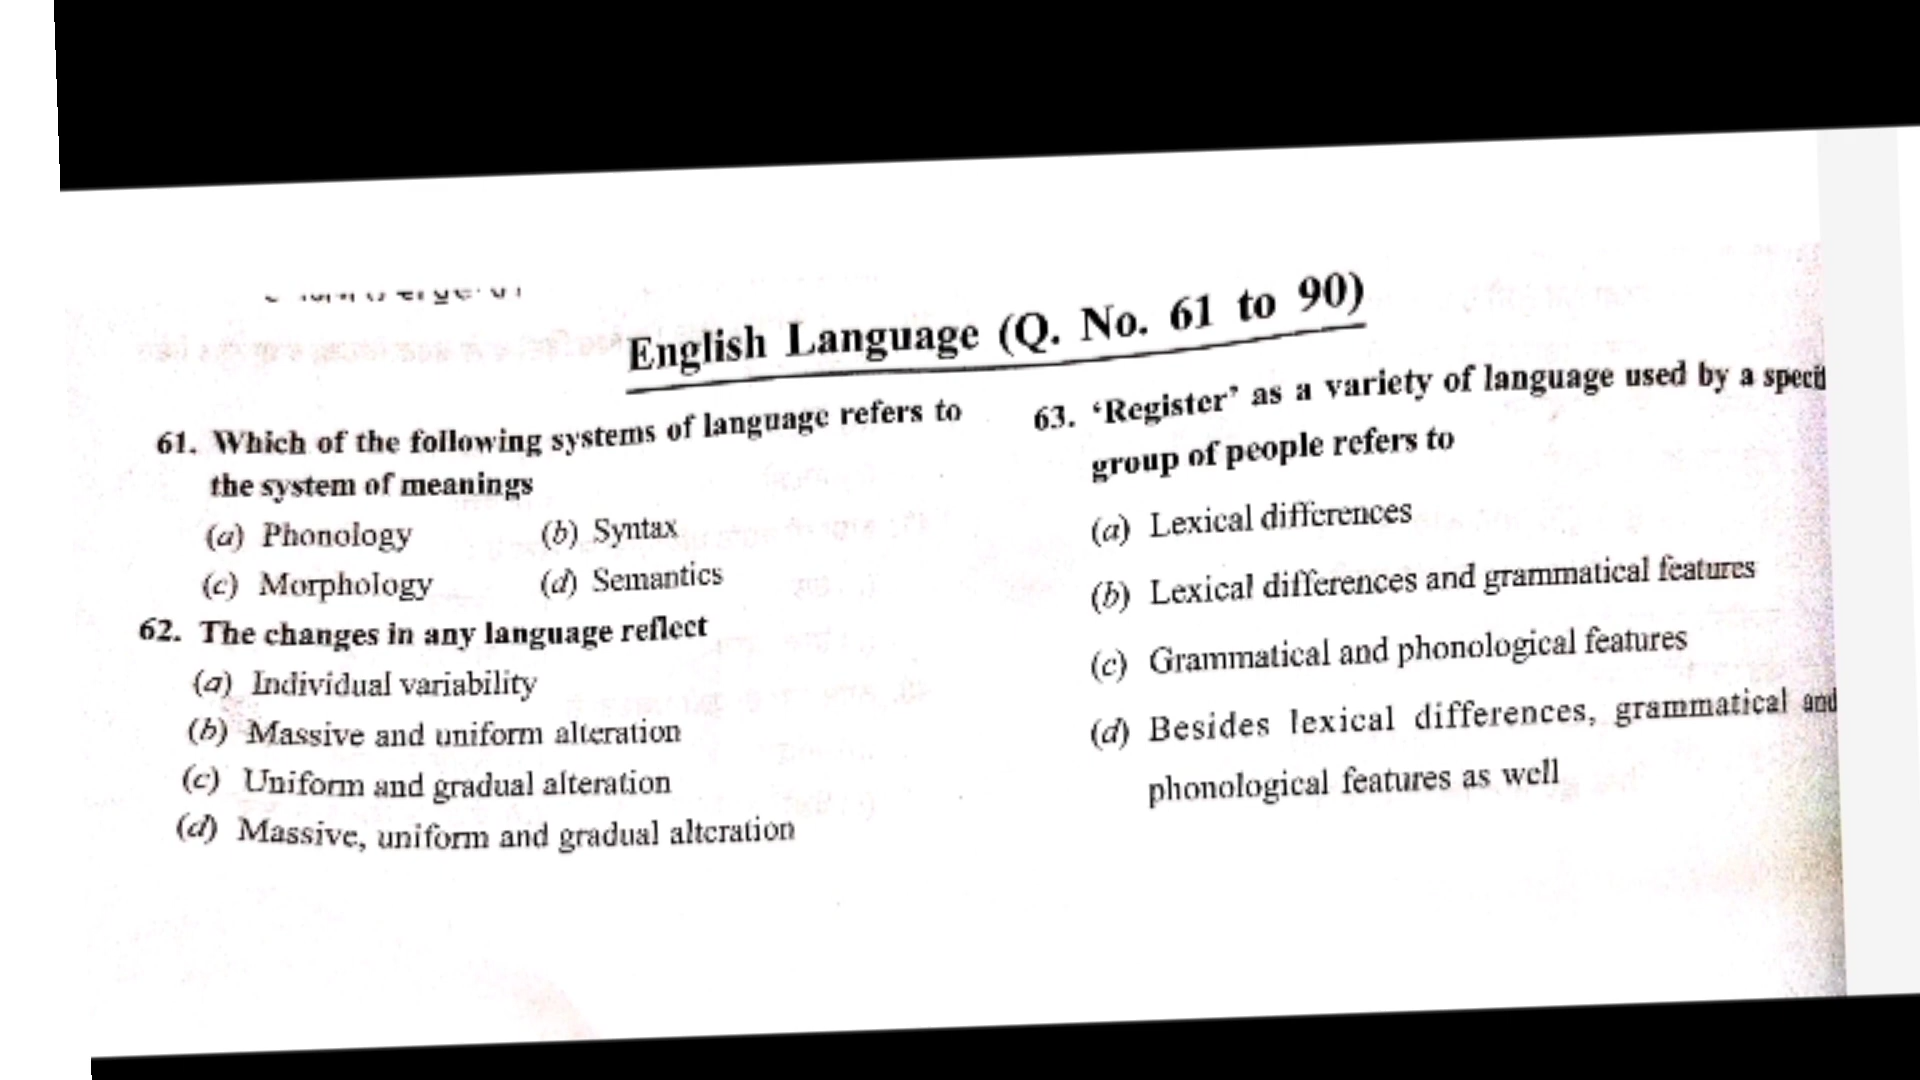 English Language (Q. No. 61 to 90)
61. Which of the following systems of language refers to
the system of meanings
(a) Phonology (b) Syntax
(c) Morphology (d) Semantics
62. The changes in any language reflect
(a) Individual variability
(b) Massive and uniform alteration
(c) Uniform and gradual alteration
(d) Massive, uniform and gradual alteration
63. ‘Register’ as a variety of language used by a
group of people refers to
(a) Lexical differences
(b) Lexical differences and grammatical features
(c) Grammatical and phonological features
(d) Besides lexical differences, grammatical and
phonological features as well